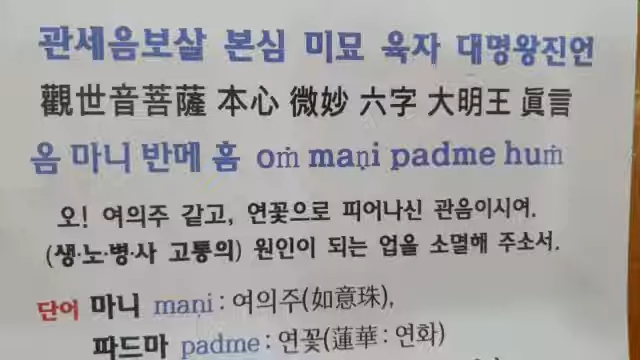 관세음보살 본심 미묘 육자 대명왕진언
觀世音菩薩 本心 微妙 六字 大明王 眞言
옴 마니 반메 훔 oṁ maṇi padme huṁ
오! 여의주 같고, 연꽃으로 피어나신 관음이시여.
(생·노·병·사 고통의) 원인이 되는 업을 소멸해 주소서.
단어 마니 maṇi : 여의주(如意珠),
파드마 padme : 연꽃(蓮華 : 연화)